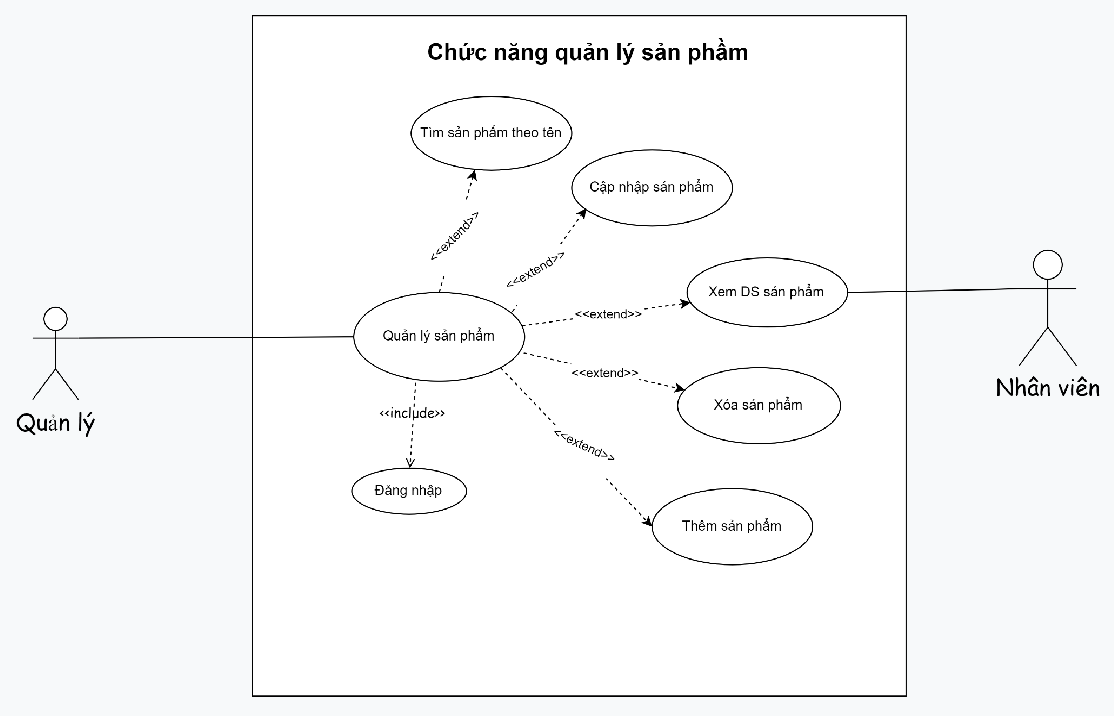 Chức năng quản lý sản phẩm
Tìm sản phẩm theo tên
Cập nhập sản phẩm
<<extend>>
<<extend>>
Xem DS sản phẩm
<<extend>>
Quản lý sản phẩm
<<extend>>
Xóa sản phẩm
Nhân viên
Quản lý
<<include>>
<<extend>>
Đăng nhập
Thêm sản phẩm